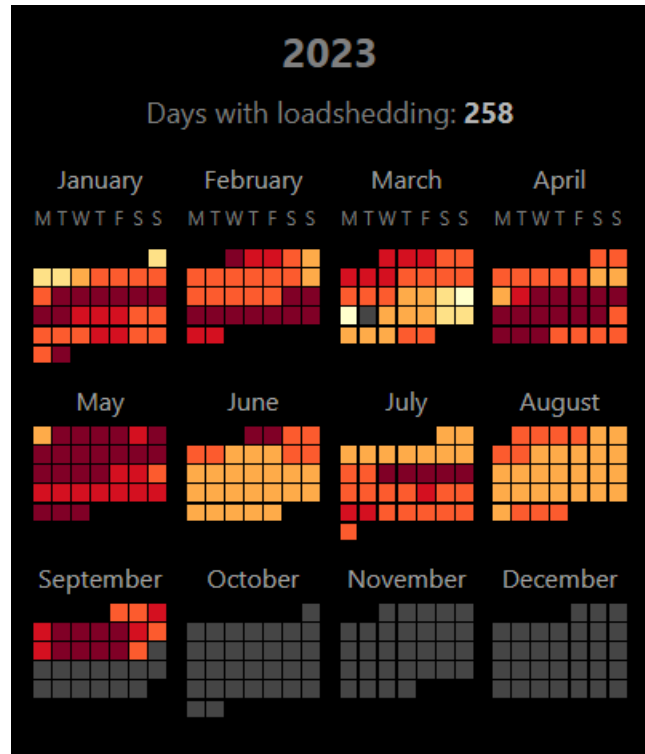 2023
Days with loadshedding: 258
January February March April
M T W T F S S M T W T F S S M T W T F S S M T W T F S S
May June July August
September October November December